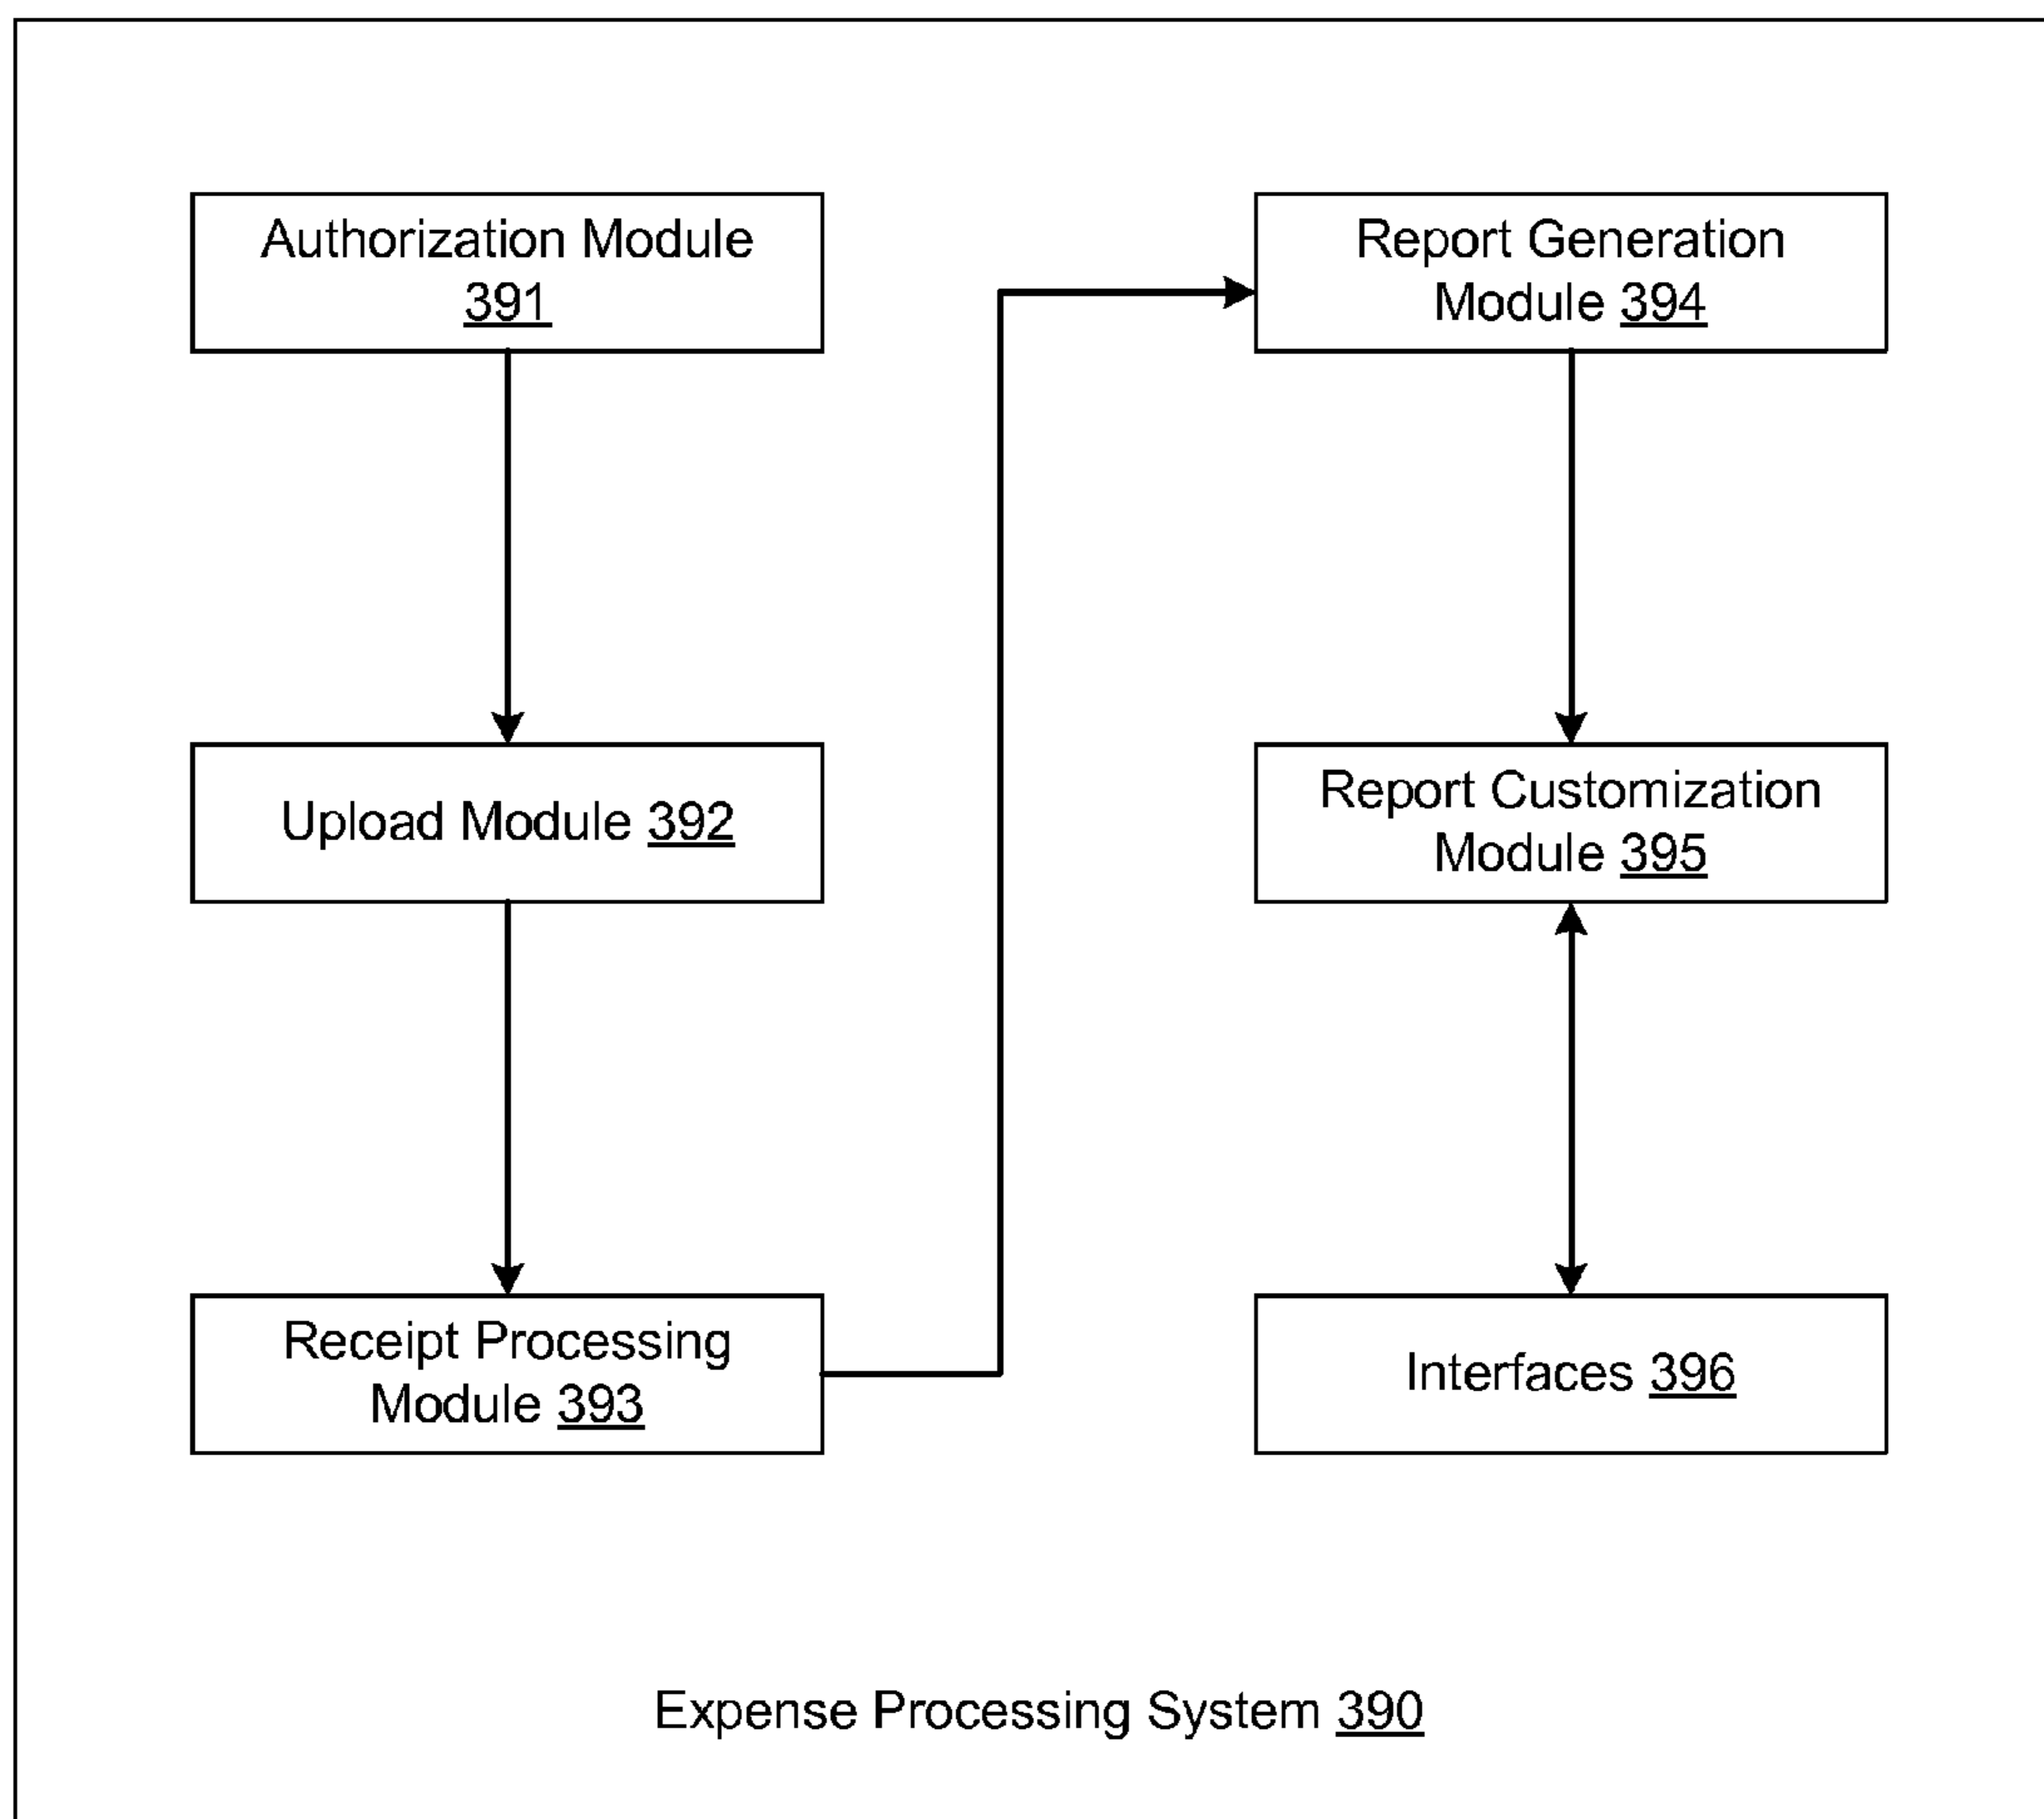 Authorization Module
391
Upload Module 392
Receipt Processing
Module 393
Report Generation
Module 394
Report Customization
Module 395
Interfaces 396
Expense Processing System 390